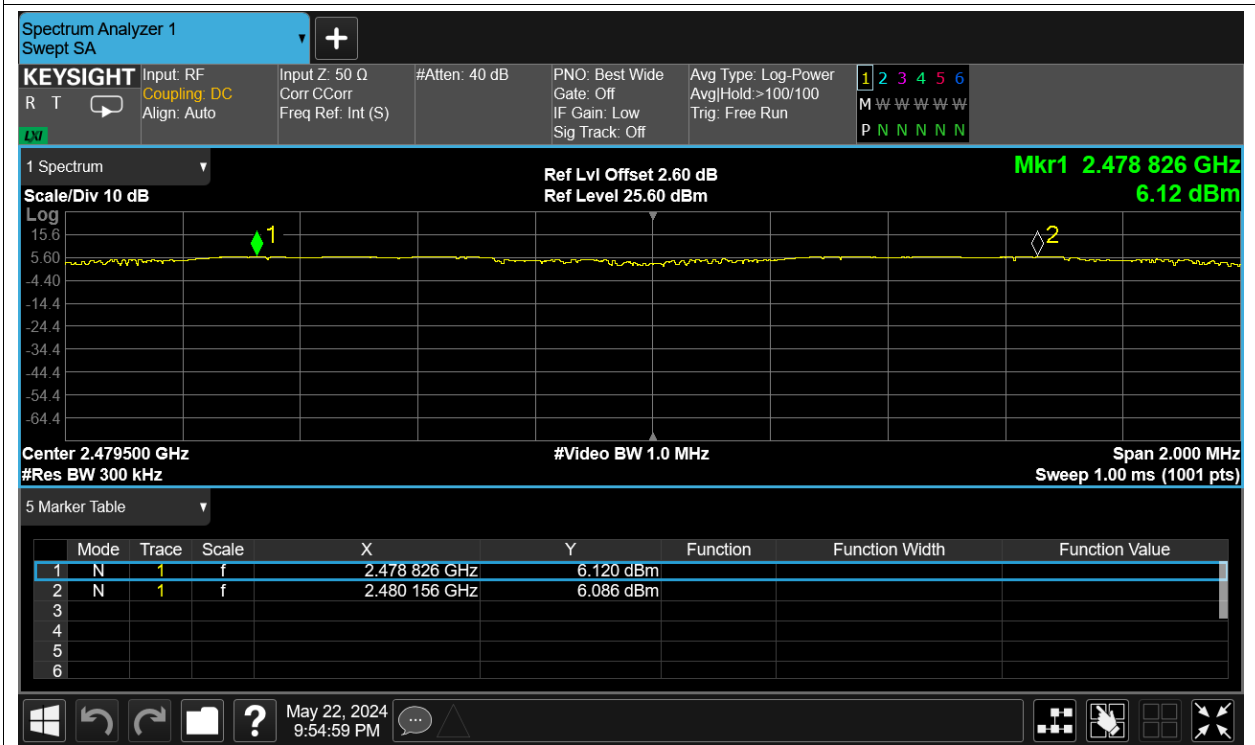 Spectrum Analyzer 1
Swept SA
KEYSIGHT
R T
LXI
Input: RF
Coupling: DC
Align: Auto
Input Z: 50 Ω
Corr CCorr
Freq Ref: Int (S)
#Atten: 40 dB
PNO: Best Wide
Gate: Off
IF Gain: Low
Sig Track: Off
Avg Type: Log-Power
Avg|Hold:>100/100
Trig: Free Run
1 2 3 4 5 6
M W W W W W
P N N N N N
1 Spectrum
Scale/Div 10 dB
Ref Lvl Offset 2.60 dB
Ref Level 25.60 dBm
Mkr1 2.478 826 GHz
6.12 dBm
Log
15.6
5.60
-4.40
-14.4
-24.4
-34.4
-44.4
-54.4
-64.4
1
2
Center 2.479500 GHz
#Video BW 1.0 MHz
Span 2.000 MHz
#Res BW 300 kHz
Sweep 1.00 ms (1001 pts)
5 Marker Table
Mode Trace Scale X Y Function Function Width Function Value
1 N 1 f 2.478 826 GHz 6.120 dBm
2 N 1 f 2.480 156 GHz 6.086 dBm
3
4
5
6
?
May 22, 2024
9:54:59 PM